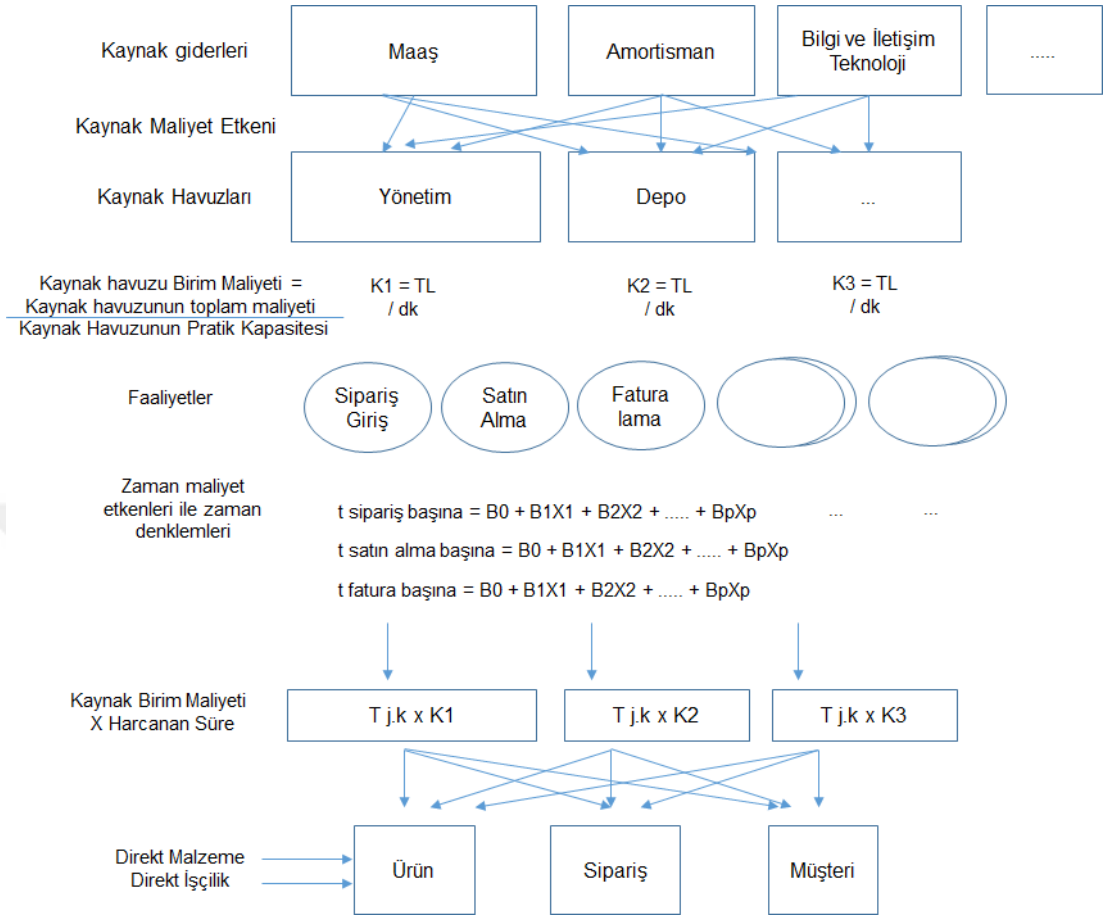 Kaynak giderleri
Maaş
Amortisman
Bilgi ve İletişim
Teknoloji
.....
Kaynak Maliyet Etkeni
Kaynak Havuzları
Yönetim
Depo
...
Kaynak havuzu Birim Maliyeti =
Kaynak havuzunun toplam maliyeti
Kaynak Havuzunun Pratik Kapasitesi
K1 = TL
/ dk
K2 = TL
/ dk
K3 = TL
/ dk
Faaliyetler
Sipariş
Giriş
Satın
Alma
Fatura
lama
Zaman maliyet
etkenleri ile zaman
denklemleri
t sipariş başına = B0 + B1X1 + B2X2 + ..... + BpXp
...
...
t satın alma başına = B0 + B1X1 + B2X2 + ..... + BpXp
t fatura başına = B0 + B1X1 + B2X2 + ..... + BpXp
Kaynak Birim Maliyeti
X Harcanan Süre
T j.k x K1
T j.k x K2
T j.k x K3
Direkt Malzeme
Direkt İşçilik
Ürün
Sipariş
Müşteri